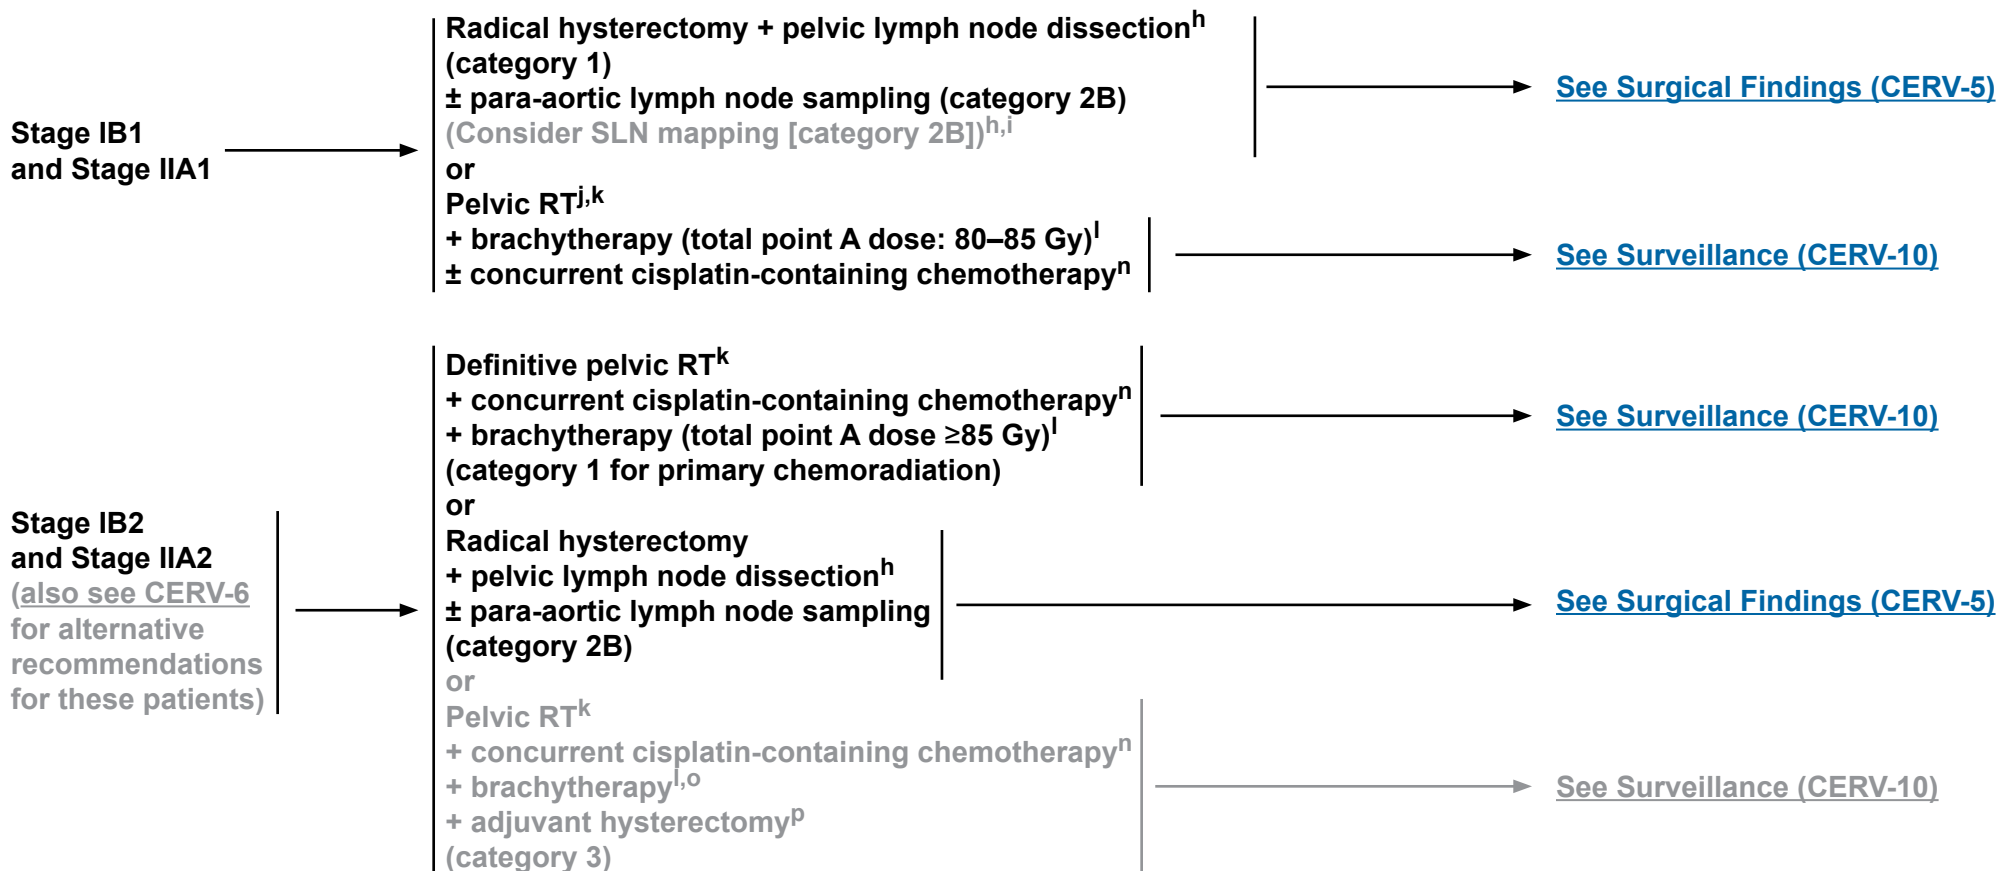 Stage IB1
and Stage IIA1
Radical hysterectomy + pelvic lymph node dissectionʰ
(category 1)
± para-aortic lymph node sampling (category 2B)
(Consider SLN mapping [category 2B])ʰ,ⁱ
or
Pelvic RTʲ,ᵏ
+ brachytherapy (total point A dose: 80–85 Gy)ˡ
± concurrent cisplatin-containing chemotherapyⁿ
See Surgical Findings (CERV-5)
See Surveillance (CERV-10)
Stage IB2
and Stage IIA2
(also see CERV-6
for alternative
recommendations
for these patients)
Definitive pelvic RTᵏ
+ concurrent cisplatin-containing chemotherapyⁿ
+ brachytherapy (total point A dose ≥85 Gy)ˡ
(category 1 for primary chemoradiation)
or
Radical hysterectomy
+ pelvic lymph node dissectionʰ
± para-aortic lymph node sampling
(category 2B)
or
Pelvic RTᵏ
+ concurrent cisplatin-containing chemotherapyⁿ
+ brachytherapyˡ,ᵒ
+ adjuvant hysterectomyᵖ
(category 3)
See Surveillance (CERV-10)
See Surgical Findings (CERV-5)
See Surveillance (CERV-10)